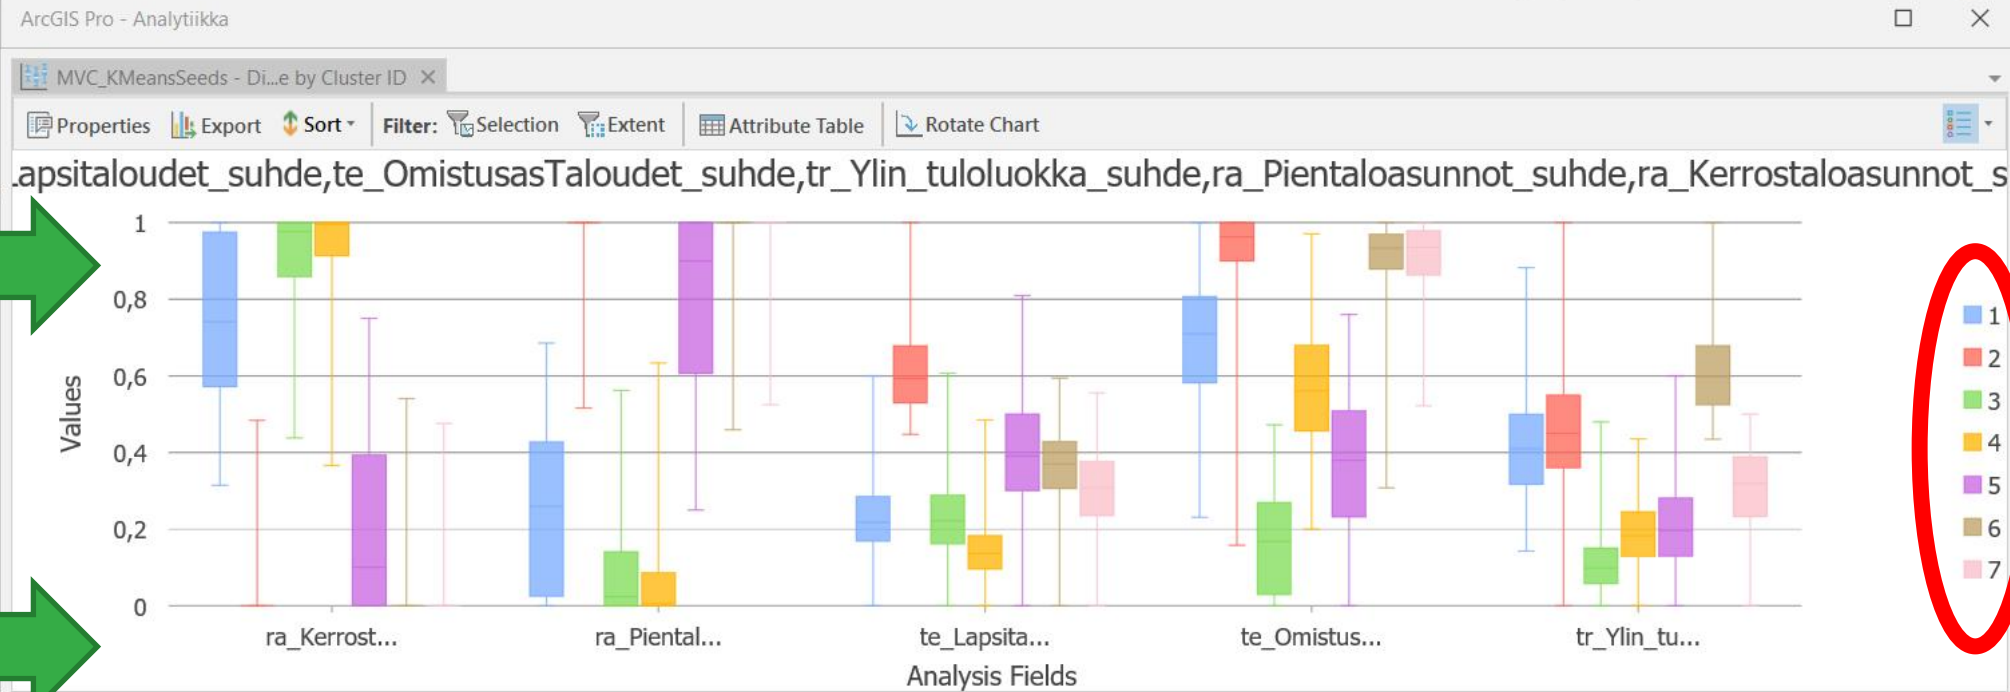 ArcGIS Pro - Analytiikka
MVC_KMeansSeeds - Di...e by Cluster ID
Properties Export Sort Filter: Selection Extent Attribute Table Rotate Chart
.apsitaloudet_suhde,te_OmistusasTaloudet_suhde,tr_Ylin_tuloluokka_suhde,ra_Pientaloasunnot_suhde,ra_Kerrostaloasunnot_s
1
0,8
0,6
0,4
0,2
0
Values
ra_Kerrost... ra_Piental... te_Lapsita... te_Omistus... tr_Ylin_tu...
Analysis Fields
1
2
3
4
5
6
7